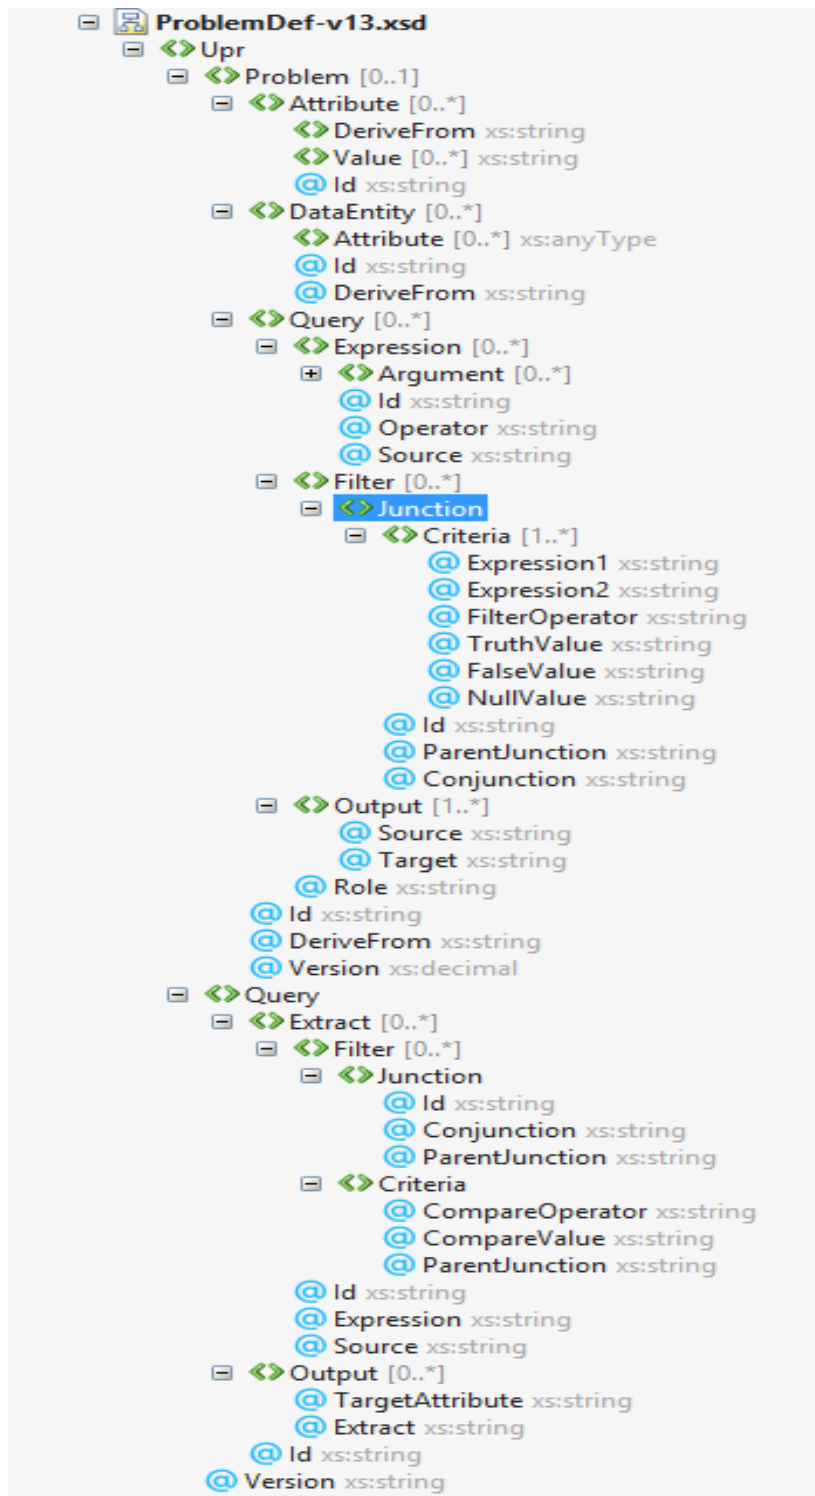 ProblemDef-v13.xsd
Upr
Problem [0..1]
Attribute [0..*]
DeriveFrom xs:string
Value [0..*] xs:string
@ Id xs:string
DataEntity [0..*]
Attribute [0..*] xs:anyType
@ Id xs:string
@ DeriveFrom xs:string
Query [0..*]
Expression [0..*]
Argument [0..*]
@ Id xs:string
@ Operator xs:string
@ Source xs:string
Filter [0..*]
Junction
Criteria [1..*]
@ Expression1 xs:string
@ Expression2 xs:string
@ FilterOperator xs:string
@ TruthValue xs:string
@ FalseValue xs:string
@ NullValue xs:string
@ Id xs:string
@ ParentJunction xs:string
@ Conjunction xs:string
Output [1..*]
@ Source xs:string
@ Target xs:string
@ Role xs:string
@ Id xs:string
@ DeriveFrom xs:string
@ Version xs:decimal
Query
Extract [0..*]
Filter [0..*]
Junction
@ Id xs:string
@ Conjunction xs:string
@ ParentJunction xs:string
Criteria
@ CompareOperator xs:string
@ CompareValue xs:string
@ ParentJunction xs:string
@ Id xs:string
@ Expression xs:string
@ Source xs:string
Output [0..*]
@ TargetAttribute xs:string
@ Extract xs:string
@ Id xs:string
@ Version xs:string